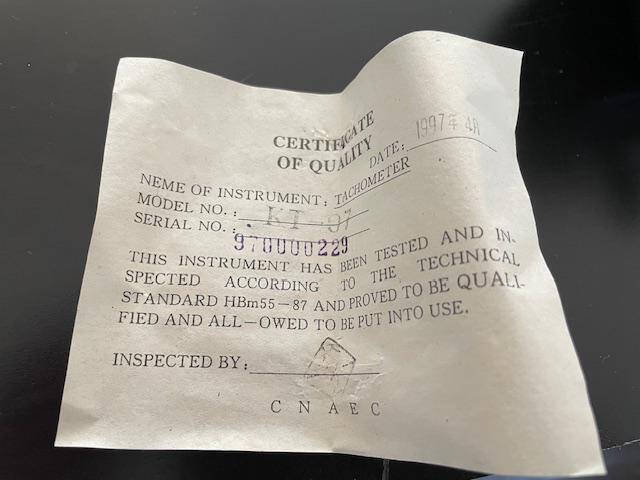 CERTIFICATE
OF QUALITY
DATE: 1997年4月
NEME OF INSTRUMENT: TACHOMETER
MODEL NO.: KT-07
SERIAL NO.: 970000229
THIS INSTRUMENT HAS BEEN TESTED AND IN-
SPECTED ACCORDING TO THE TECHNICAL
STANDARD HBm55-87 AND PROVED TO BE QUALI-
FIED AND ALL-OWED TO BE PUT INTO USE.
INSPECTED BY:
C N A E C